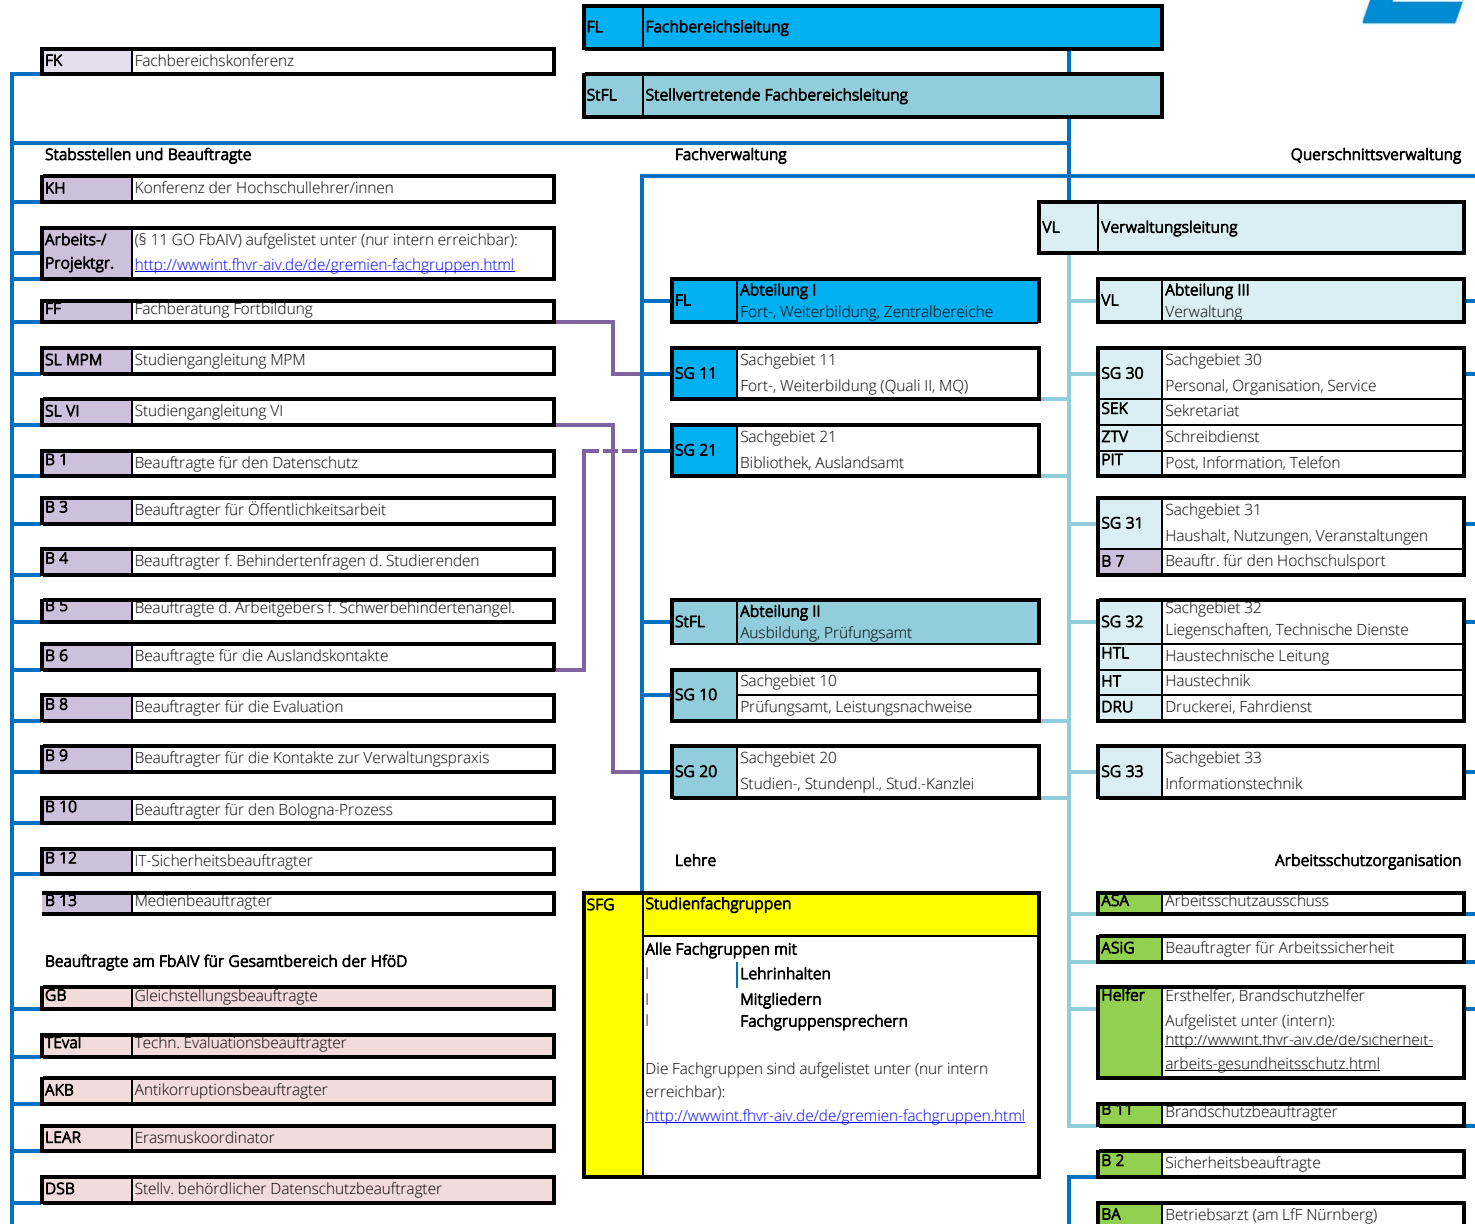 FL Fachbereichsleitung
FK Fachbereichskonferenz
StFL Stellvertretende Fachbereichsleitung
Stabsstellen und Beauftragte
KH Konferenz der Hochschullehrer/innen
Arbeits-/ (§ 11 GO FbAIV) aufgelistet unter (nur intern erreichbar):
Projektgr. http://wwwint.fhvr-aiv.de/de/gremien-fachgruppen.html
FF Fachberatung Fortbildung
SL MPM Studiengangleitung MPM
SL VI Studiengangleitung VI
B 1 Beauftragte für den Datenschutz
B 3 Beauftragter für Öffentlichkeitsarbeit
B 4 Beauftragter f. Behindertenfragen d. Studierenden
B 5 Beauftragte d. Arbeitgebers f. Schwerbehindertenangel.
B 6 Beauftragte für die Auslandskontakte
B 8 Beauftragter für die Evaluation
B 9 Beauftragter für die Kontakte zur Verwaltungspraxis
B 10 Beauftragter für den Bologna-Prozess
B 12 IT-Sicherheitsbeauftragter
B 13 Medienbeauftragter
Beauftragte am FbAIV für Gesamtbereich der HföD
GB Gleichstellungsbeauftragte
TEval Techn. Evaluationsbeauftragter
AKB Antikorruptionsbeauftragter
LEAR Erasmuskoordinator
DSB Stellv. behördlicher Datenschutzbeauftragter
Fachverwaltung
FL Abteilung I
Fort-, Weiterbildung, Zentralbereiche
SG 11 Sachgebiet 11
Fort-, Weiterbildung (Quali II, MQ)
SG 21 Sachgebiet 21
Bibliothek, Auslandsamt
StFL Abteilung II
Ausbildung, Prüfungsamt
SG 10 Sachgebiet 10
Prüfungsamt, Leistungsnachweise
SG 20 Sachgebiet 20
Studien-, Stundenpl., Stud.-Kanzlei
Lehre
SFG Studienfachgruppen
Alle Fachgruppen mit
l Lehrinhalten
l Mitgliedern
l Fachgruppensprechern
Die Fachgruppen sind aufgelistet unter (nur intern
erreichbar):
http://wwwint.fhvr-aiv.de/de/gremien-fachgruppen.html
Querschnittsverwaltung
VL Verwaltungsleitung
VL Abteilung III
Verwaltung
SG 30 Sachgebiet 30
Personal, Organisation, Service
SEK Sekretariat
ZTV Schreibdienst
PIT Post, Information, Telefon
SG 31 Sachgebiet 31
Haushalt, Nutzungen, Veranstaltungen
B 7 Beauftr. für den Hochschulsport
SG 32 Sachgebiet 32
Liegenschaften, Technische Dienste
HTL Haustechnische Leitung
HT Haustechnik
DRU Druckerei, Fahrdienst
SG 33 Sachgebiet 33
Informationstechnik
Arbeitsschutzorganisation
ASA Arbeitsschutzausschuss
ASiG Beauftragter für Arbeitssicherheit
Helfer Ersthelfer, Brandschutzhelfer
Aufgelistet unter (intern):
http://wwwint.fhvr-aiv.de/de/sicherheit-
arbeits-gesundheitsschutz.html
B 11 Brandschutzbeauftragter
B 2 Sicherheitsbeauftragte
BA Betriebsarzt (am LfF Nürnberg)